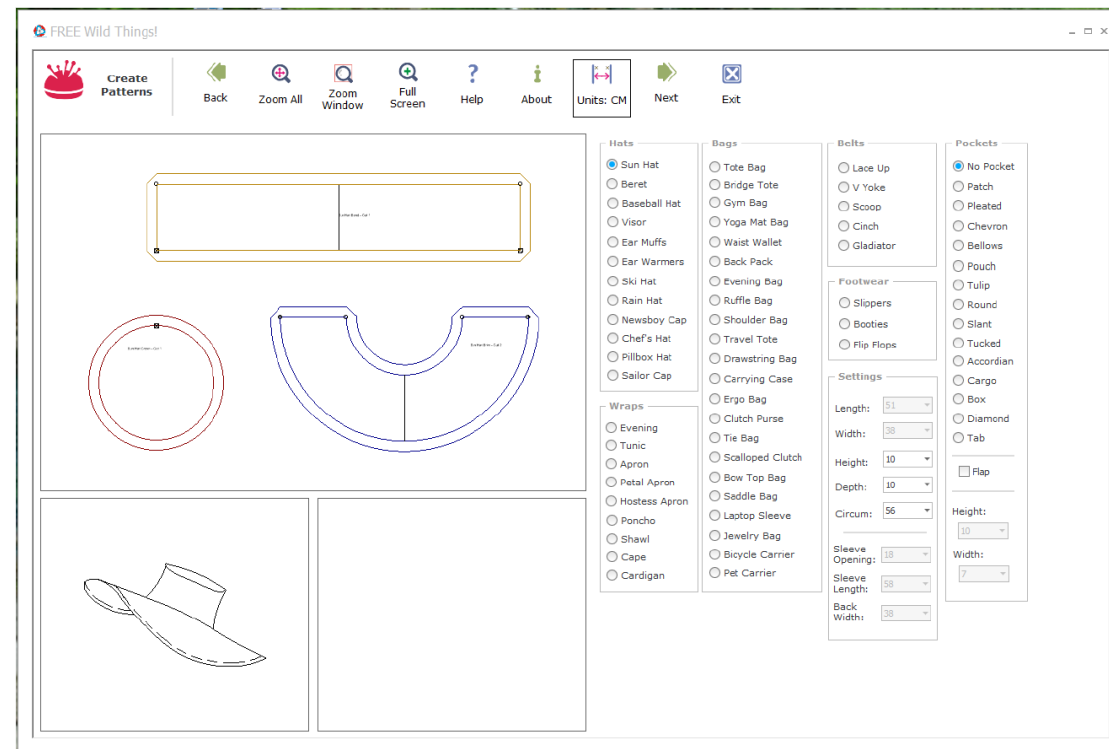 FREE Wild Things!
Create
Patterns
Back
Zoom All
Zoom
Window
Full
Screen
Help
About
Units: CM
Next
Exit
Hats
Sun Hat
Beret
Baseball Hat
Visor
Ear Muffs
Ear Warmers
Ski Hat
Rain Hat
Newsboy Cap
Chef's Hat
Pillbox Hat
Sailor Cap
Wraps
Evening
Tunic
Apron
Petal Apron
Hostess Apron
Poncho
Shawl
Cape
Cardigan
Bags
Tote Bag
Bridge Tote
Gym Bag
Yoga Mat Bag
Waist Wallet
Back Pack
Evening Bag
Ruffle Bag
Shoulder Bag
Travel Tote
Drawstring Bag
Carrying Case
Ergo Bag
Clutch Purse
Tie Bag
Scalloped Clutch
Bow Top Bag
Saddle Bag
Laptop Sleeve
Jewelry Bag
Bicycle Carrier
Pet Carrier
Belts
Lace Up
V Yoke
Scoop
Cinch
Gladiator
Footwear
Slippers
Booties
Flip Flops
Settings
Length: 51
Width: 38
Height: 10
Depth: 10
Circum: 56
Sleeve
Opening: 18
Sleeve
Length: 58
Back
Width: 38
Pockets
No Pocket
Patch
Pleated
Chevron
Bellows
Pouch
Tulip
Round
Slant
Tucked
Accordian
Cargo
Box
Diamond
Tab
Flap
Height:
10
Width:
7